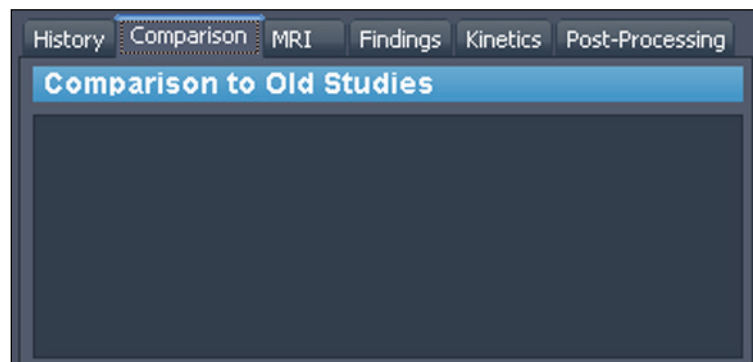 History Comparison MRI Findings Kinetics Post-Processing
Comparison to Old Studies